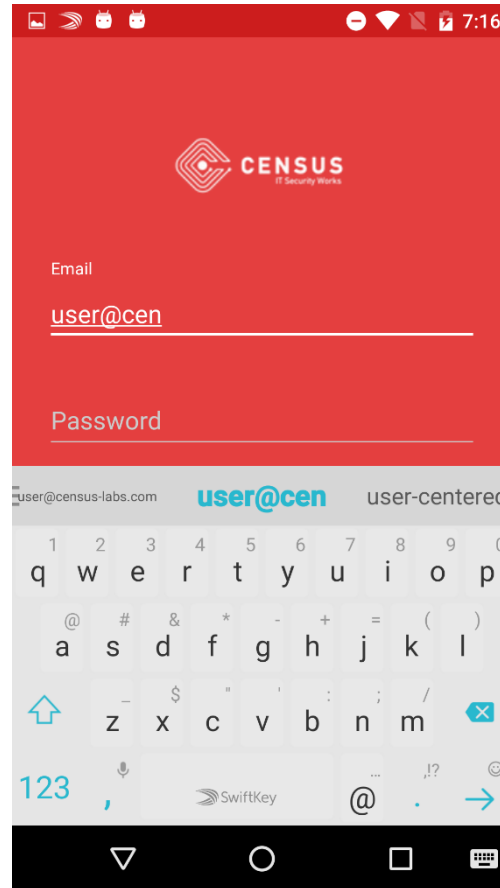 7:16
CENSUS
IT Security Works
Email
user@cen
Password
user@census-labs.com user@cen user-centered
1 2 3 4 5 6 7 8 9 0
q w e r t y u i o p
@ # & * - + = ( )
a s d f g h j k l
_ $ " ' : ; /
z x c v b n m
... ,!?
123 , SwiftKey @ .